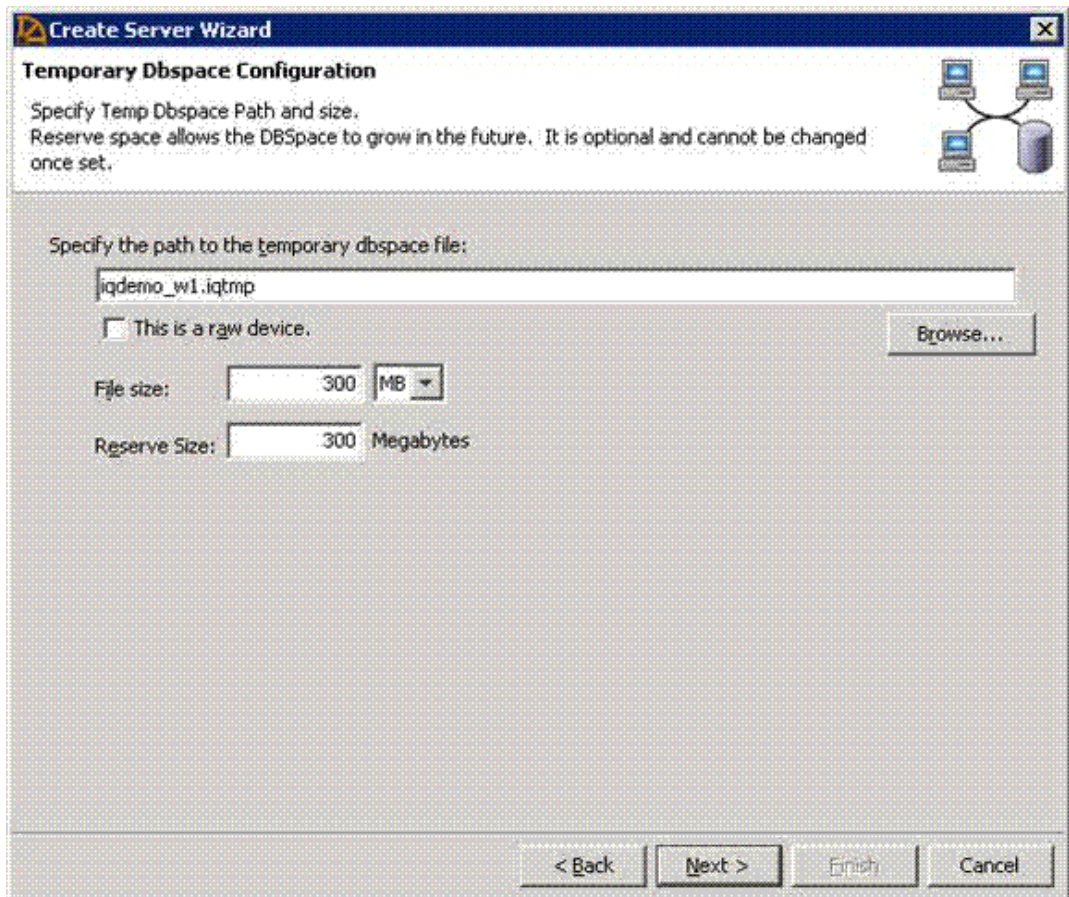 Create Server Wizard
Temporary Dbspace Configuration
Specify Temp Dbspace Path and size.
Reserve space allows the DBSpace to grow in the future.  It is optional and cannot be changed
once set.
Specify the path to the temporary dbspace file:
iqdemo_w1.iqtmp
This is a raw device.
Browse...
File size: 300 MB
Reserve Size: 300 Megabytes
< Back Next > Finish Cancel